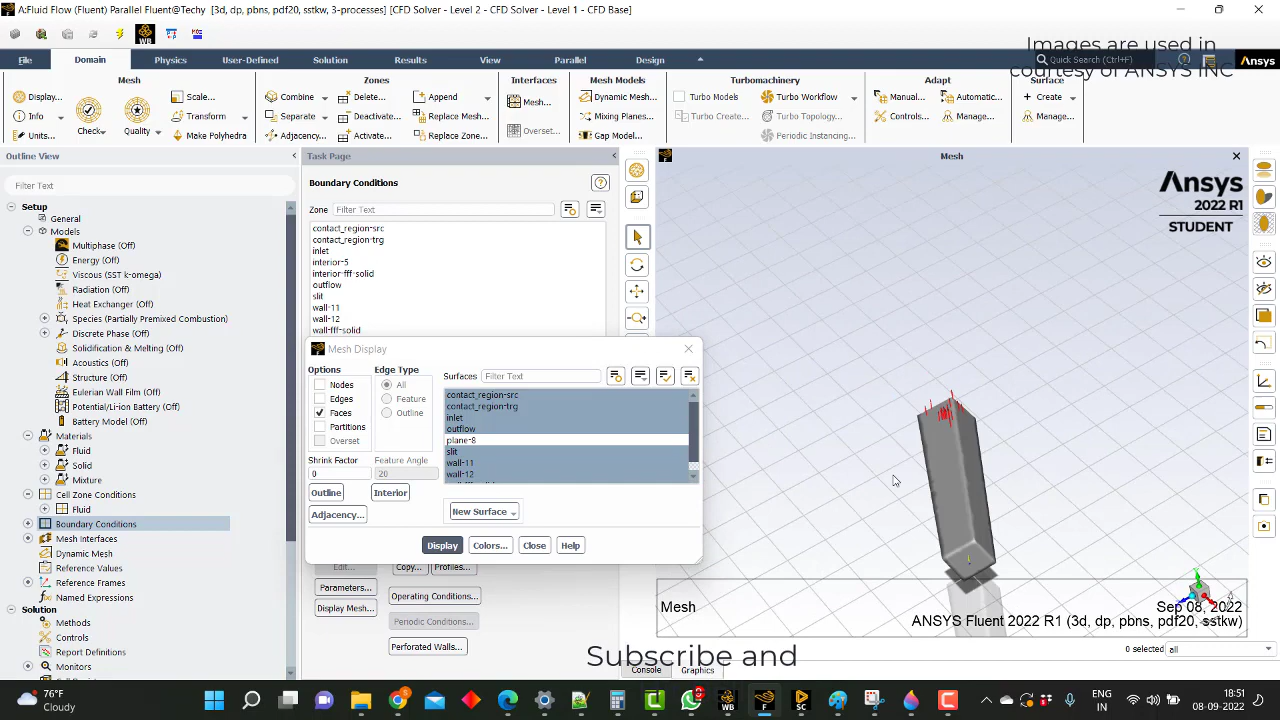 A:Fluid Flow (Fluent) Parallel Fluent@Techy [3d, dp, pbns, pdf20, sstkw, 3-processes] [CFD Solver - Level 2 - CFD Solver - Level 1 - CFD Base]
File Domain Physics User-Defined Solution Results View Parallel Design
Quick Search (Ctrl+F)
Ansys
Images are used in
courtesy of ANSYS INC
Mesh Zones Interfaces Mesh Models Turbomachinery Adapt Surface
Display... Scale... Combine Delete... Append Mesh... Dynamic Mesh... Turbo Models Turbo Workflow Manual... Automatic... Create
Info Check Quality Transform Separate Deactivate... Replace Mesh... Mixing Planes... Turbo Create... Turbo Topology... Controls... Manage... Manage...
Units... Make Polyhedra Adjacency... Activate... Replace Zone... Overset... Gap Model... Periodic Instancing...
Outline View
Filter Text
Setup
General
Models
Multiphase (Off)
Energy (Off)
Viscous (SST k-omega)
Radiation (Off)
Heat Exchanger (Off)
Species (Partially Premixed Combustion)
Discrete Phase (Off)
Solidification & Melting (Off)
Acoustics (Off)
Structure (Off)
Eulerian Wall Film (Off)
Potential/Li-ion Battery (Off)
Battery Model (Off)
Materials
Fluid
Solid
Mixture
Cell Zone Conditions
Fluid
Boundary Conditions
Mesh Interfaces
Dynamic Mesh
Reference Values
Reference Frames
Named Expressions
Solution
Methods
Controls
Report Definitions
Monitors
Task Page
Boundary Conditions
Zone Filter Text
contact_region-src
contact_region-trg
inlet
interior-5
interior-fff-solid
outflow
slit
wall-11
wall-12
wall-fff-solid
Mesh Display
Options
Nodes
Edges
Faces
Partitions
Overset
Edge Type
All
Feature
Outline
Shrink Factor Feature Angle
0 20
Outline Interior
Adjacency...
Surfaces Filter Text
contact_region-src
contact_region-trg
inlet
outflow
plane-8
slit
wall-11
wall-12
New Surface
Display Colors... Close Help
Edit... Copy... Profiles...
Parameters... Operating Conditions...
Display Mesh... Periodic Conditions...
Perforated Walls...
Mesh
Ansys
2022 R1
STUDENT
Mesh
Sep 08, 2022
ANSYS Fluent 2022 R1 (3d, dp, pbns, pdf20, sstkw)
0 selected all
Console Graphics
Subscribe and
76°F
Cloudy
ENG
IN
18:51
08-09-2022